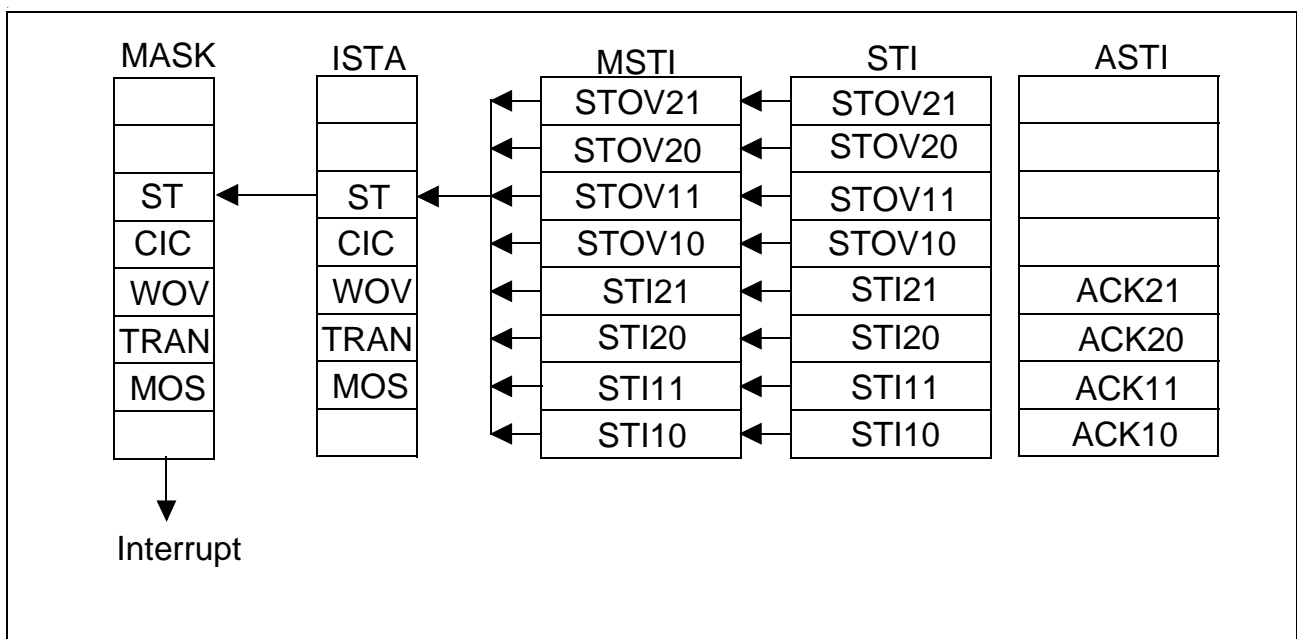 MASK ISTA MSTI STI ASTI
STOV21 STOV21
STOV20 STOV20
ST ST STOV11 STOV11
CIC CIC STOV10 STOV10
WOV WOV STI21 STI21 ACK21
TRAN TRAN STI20 STI20 ACK20
MOS MOS STI11 STI11 ACK11
STI10 STI10 ACK10
Interrupt